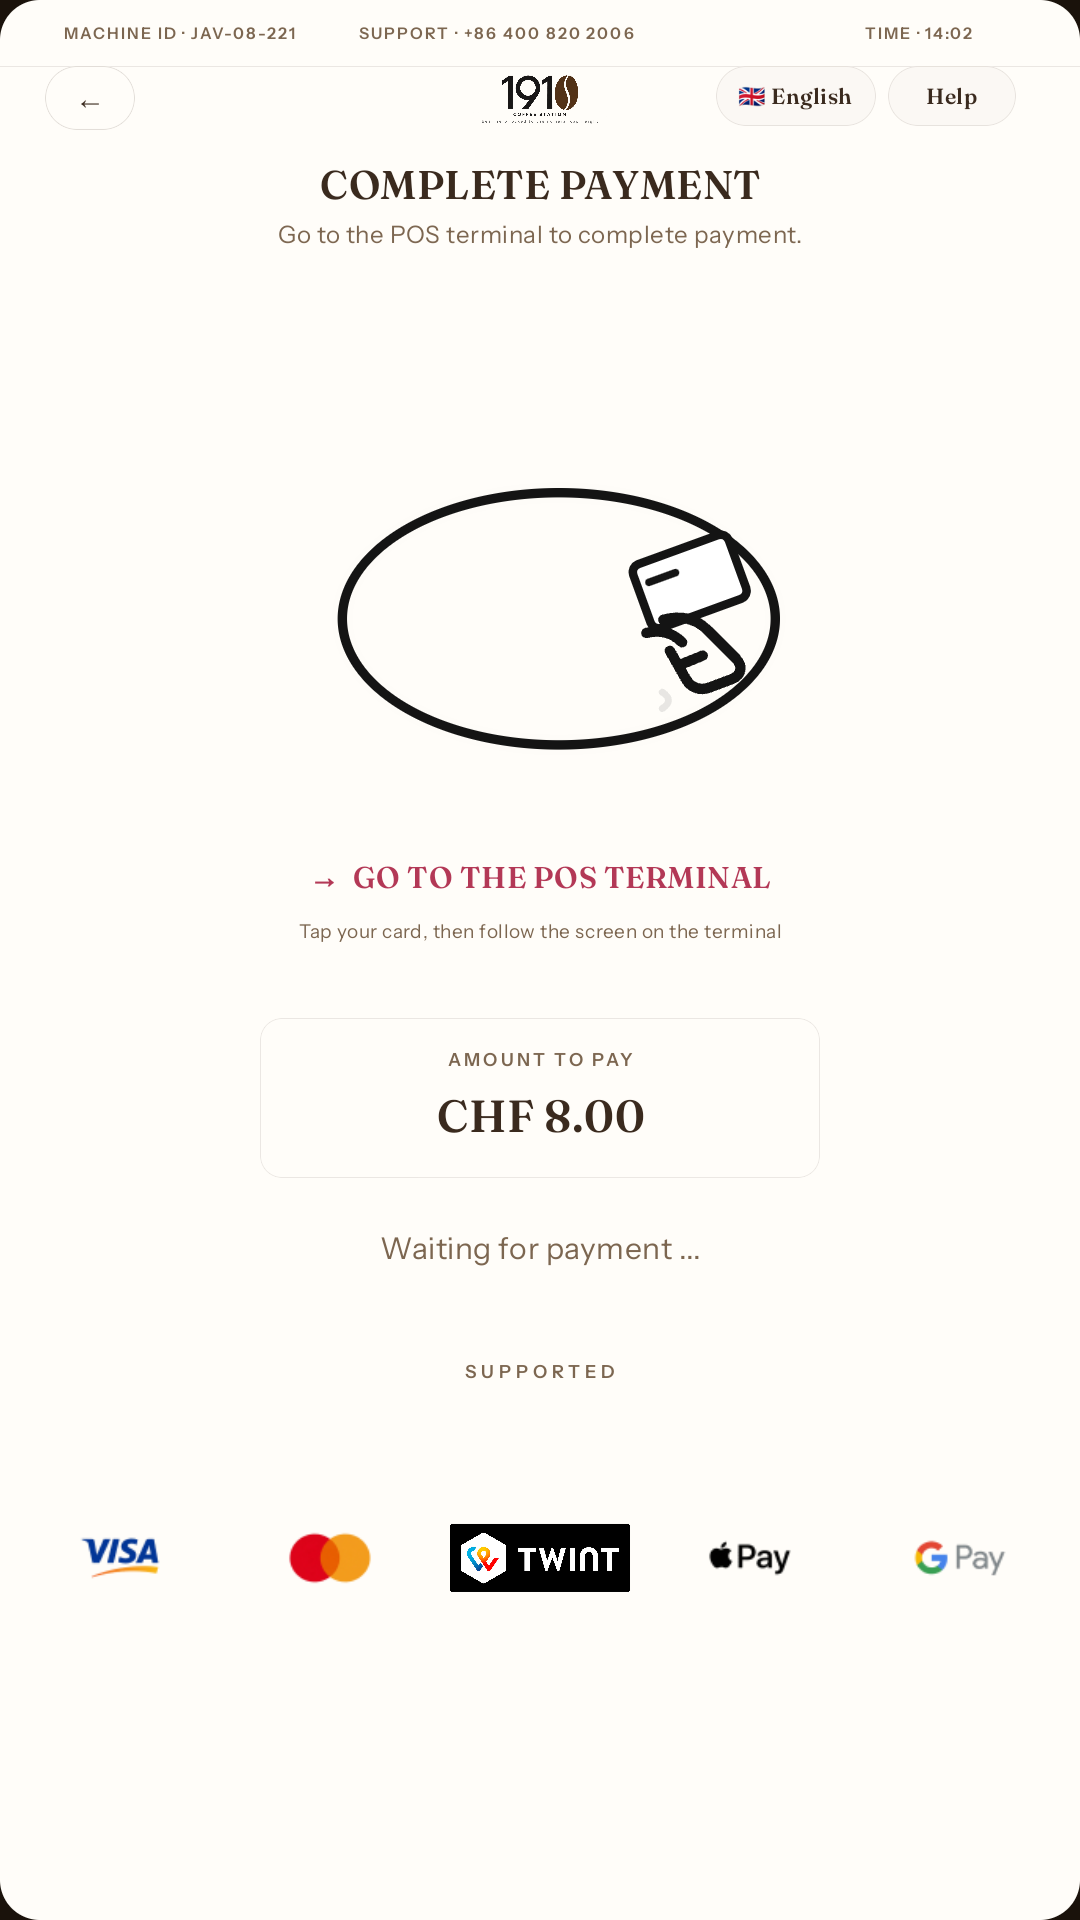 MACHINE ID · JAV-08-221
SUPPORT · +86 400 820 2006
TIME · 14:02
←
1910
COFFEE STATION
🇬🇧 English
Help
COMPLETE PAYMENT
Go to the POS terminal to complete payment.
→ GO TO THE POS TERMINAL
Tap your card, then follow the screen on the terminal
AMOUNT TO PAY
CHF 8.00
Waiting for payment ...
SUPPORTED
VISA
TWINT
Pay
G Pay